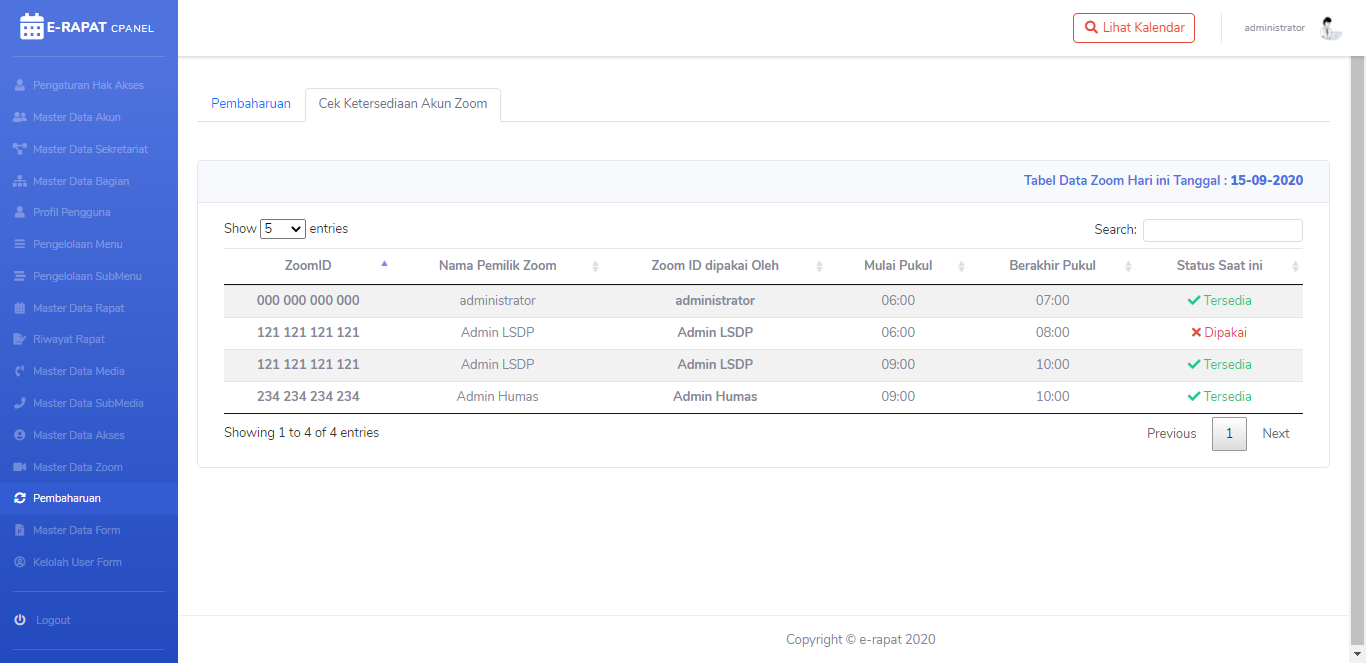 E-RAPAT CPANEL
Lihat Kalendar
administrator
Pengaturan Hak Akses
Master Data Akun
Master Data Sekretariat
Master Data Bagian
Profil Pengguna
Pengelolaan Menu
Pengelolaan SubMenu
Master Data Rapat
Riwayat Rapat
Master Data Media
Master Data SubMedia
Master Data Akses
Master Data Zoom
Pembaharuan
Master Data Form
Kelolah User Form
Logout
Pembaharuan Cek Ketersediaan Akun Zoom
Tabel Data Zoom Hari ini Tanggal : 15-09-2020
Show 5 entries Search:
ZoomID Nama Pemilik Zoom Zoom ID dipakai Oleh Mulai Pukul Berakhir Pukul Status Saat ini
000 000 000 000 administrator administrator 06:00 07:00 Tersedia
121 121 121 121 Admin LSDP Admin LSDP 06:00 08:00 Dipakai
121 121 121 121 Admin LSDP Admin LSDP 09:00 10:00 Tersedia
234 234 234 234 Admin Humas Admin Humas 09:00 10:00 Tersedia
Showing 1 to 4 of 4 entries Previous 1 Next
Copyright © e-rapat 2020